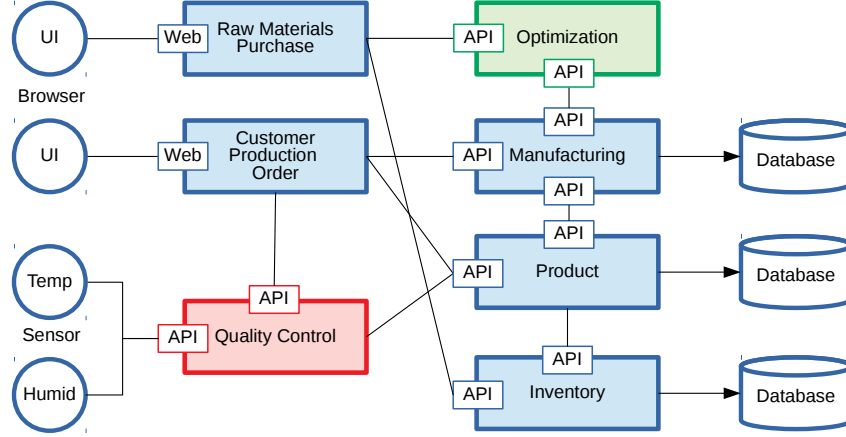 UI
Web
Raw Materials
Purchase
API
Optimization
API
Browser
UI
Web
Customer
Production
Order
API
API
Manufacturing
API
Database
API
API
Product
Database
Temp
Sensor
Humid
API
API
Quality Control
API
API
Inventory
Database